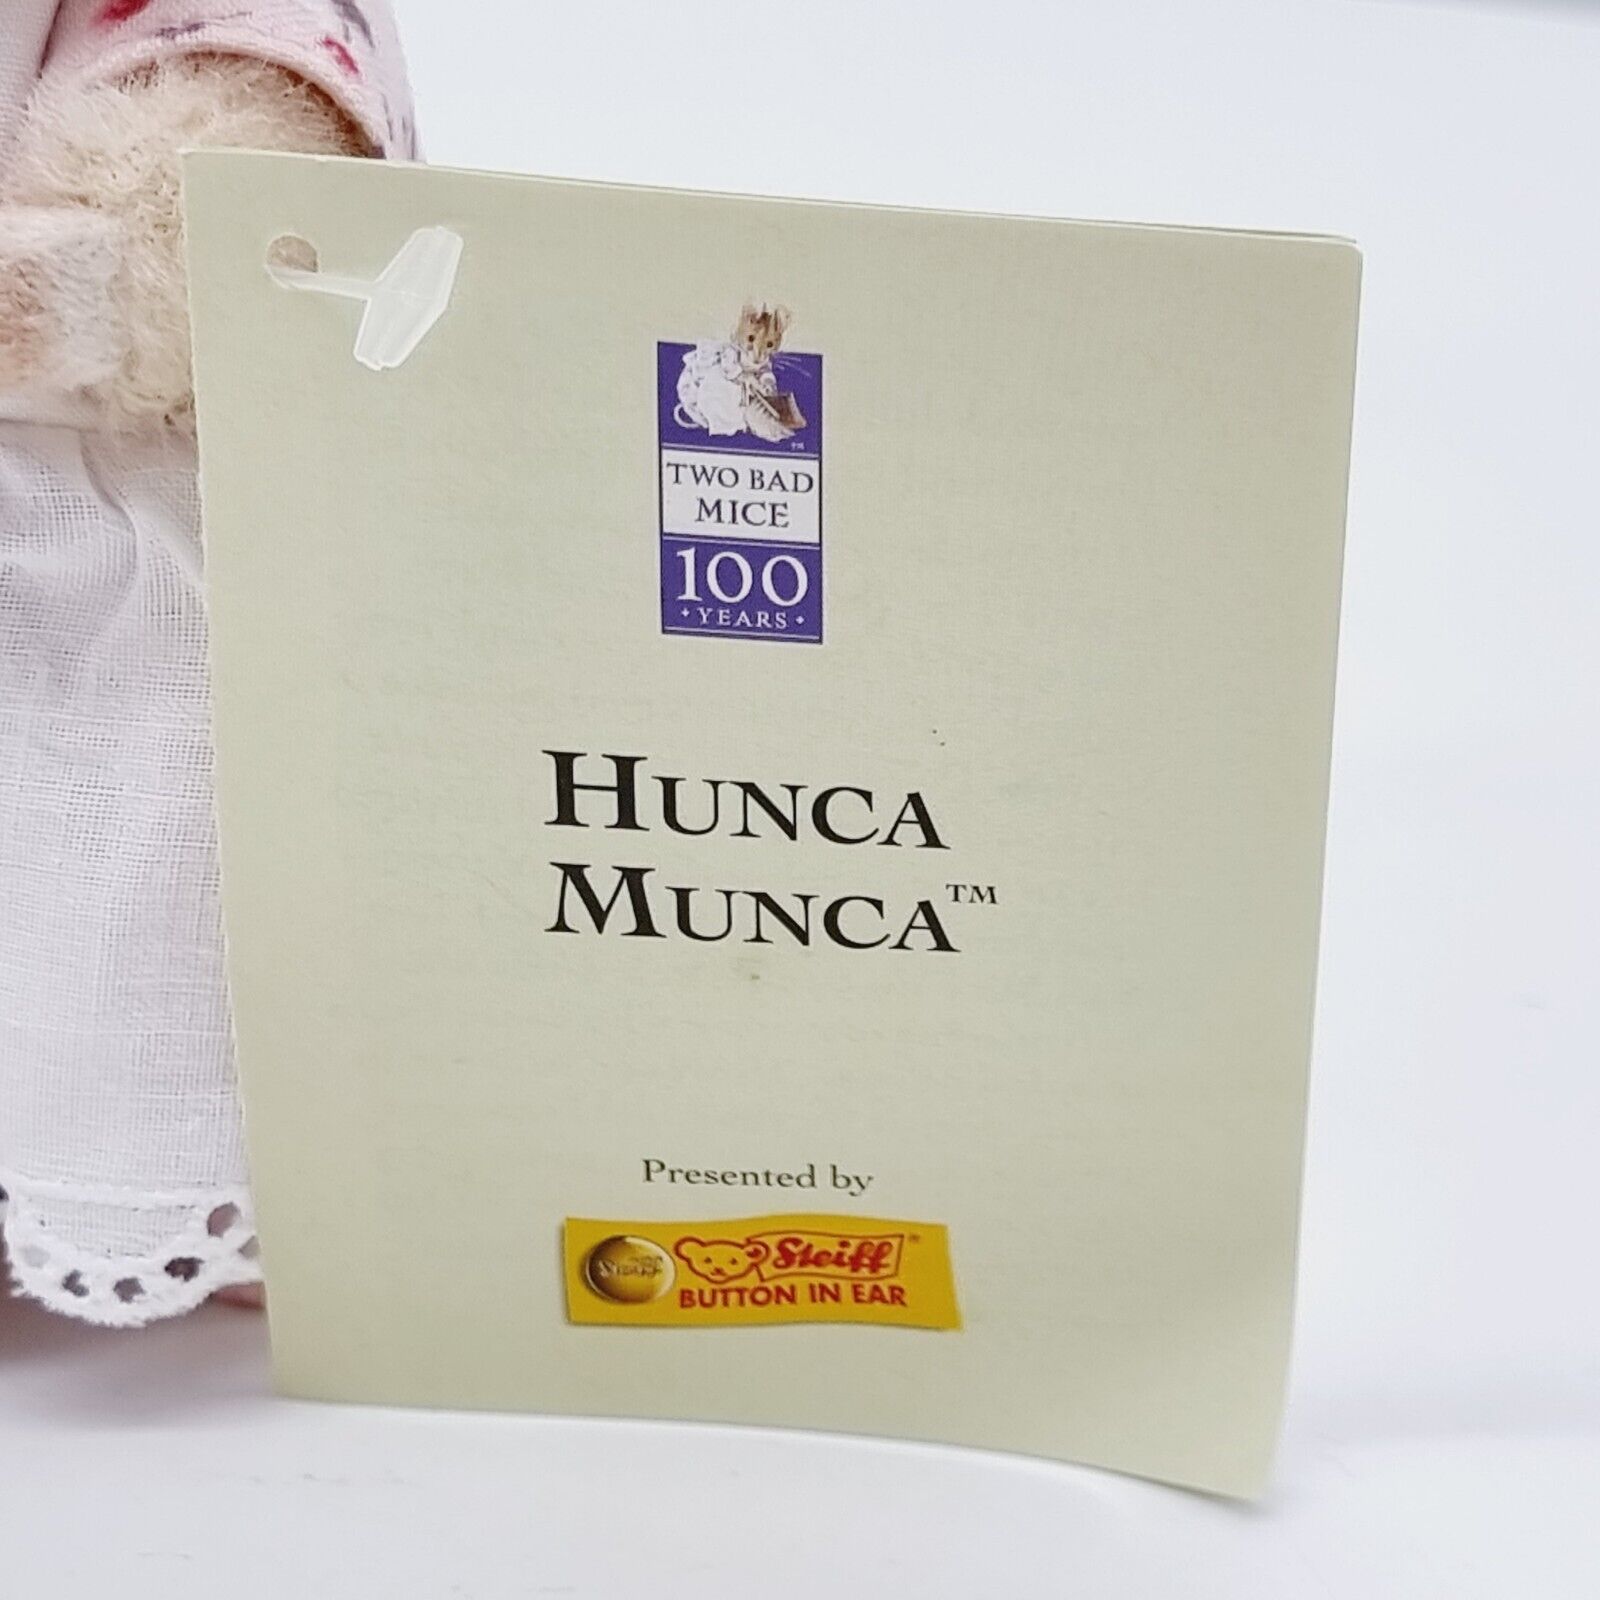 TWO BAD
MICE
100
• YEARS •
HUNCA
MUNCA™
Presented by
Steiff®
BUTTON IN EAR